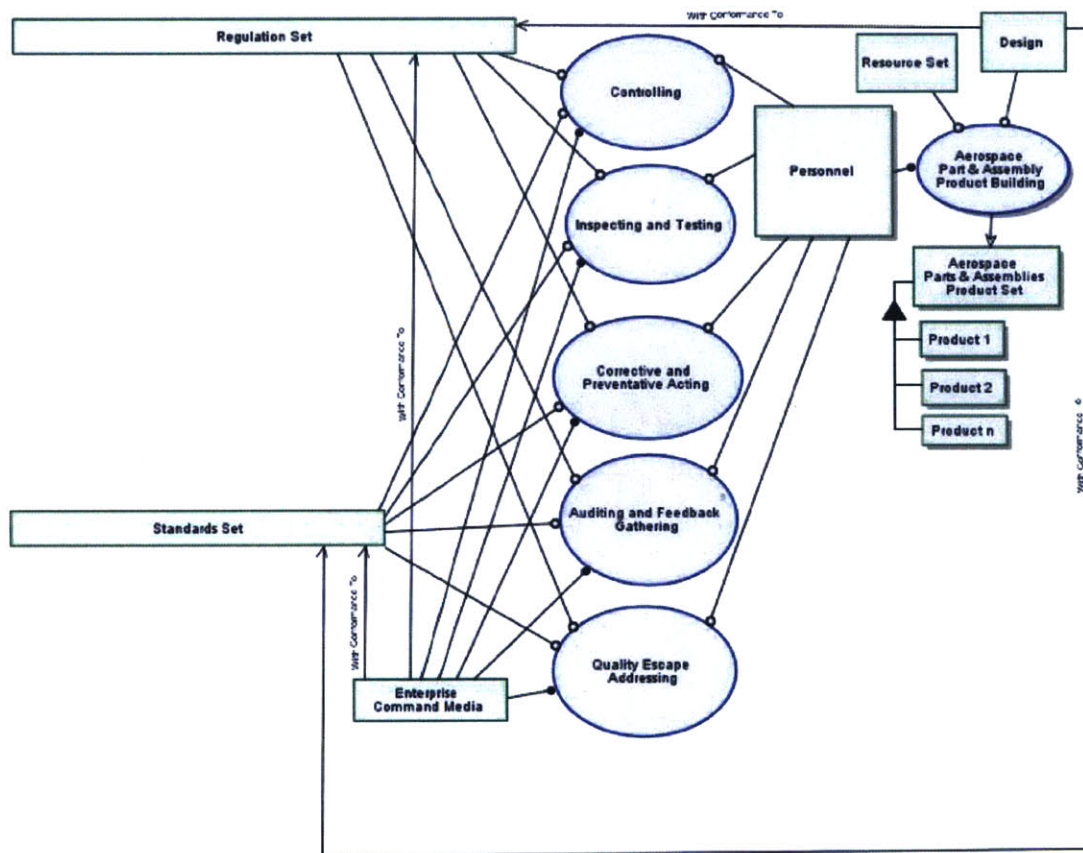 With Conformance To
Regulation Set
Design
Resource Set
Controlling
Aerospace
Part & Assembly
Product Building
Personnel
Inspecting and Testing
Aerospace
Parts & Assemblies
Product Set
Product 1
Product 2
Product n
With Conformance To
Corrective and
Preventative Acting
With Conformance To
Auditing and Feedback
Gathering
Standards Set
With Conformance To
Quality Escape
Addressing
Enterprise
Command Media